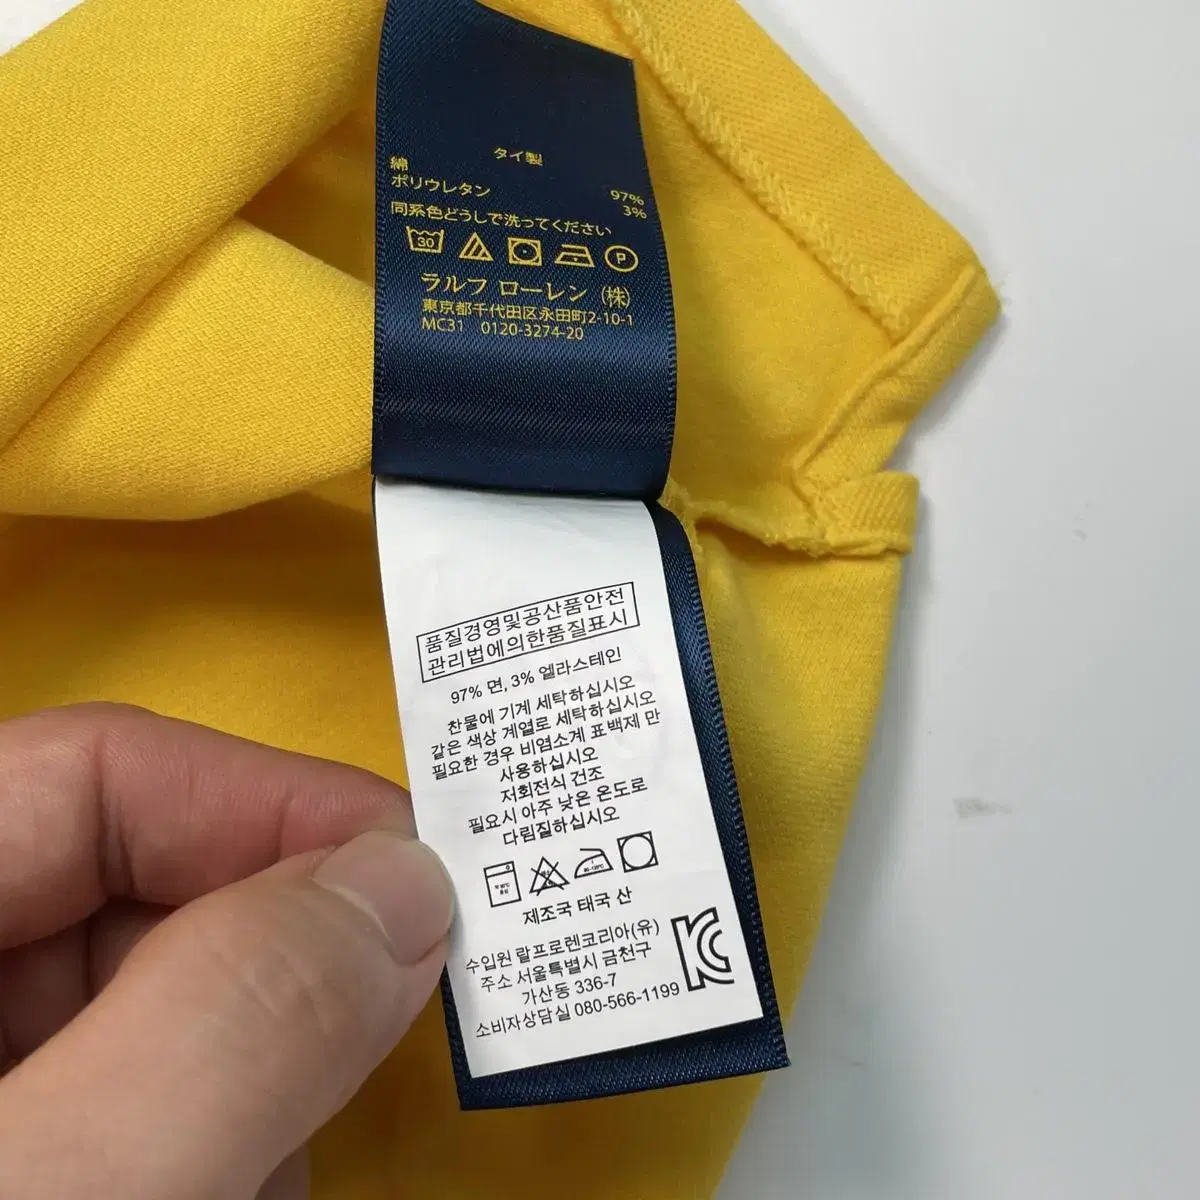 タイ製
綿 97%
ポリウレタン 3%
同系色どうしで洗ってください
30 P
ラルフ ローレン (株)
東京都千代田区永田町2-10-1
MC31 0120-3274-20
품질경영및공산품안전
관리법에의한품질표시
97% 면, 3% 엘라스테인
찬물에 기계 세탁하십시오
같은 색상 계열로 세탁하십시오
필요한 경우 비염소계 표백제 만
사용하십시오
저회전식 건조
필요시 아주 낮은 온도로
다림질하십시오
제조국 태국 산
수입원 랄프로렌코리아(유)
주소 서울특별시 금천구
가산동 336-7
소비자상담실 080-566-1199